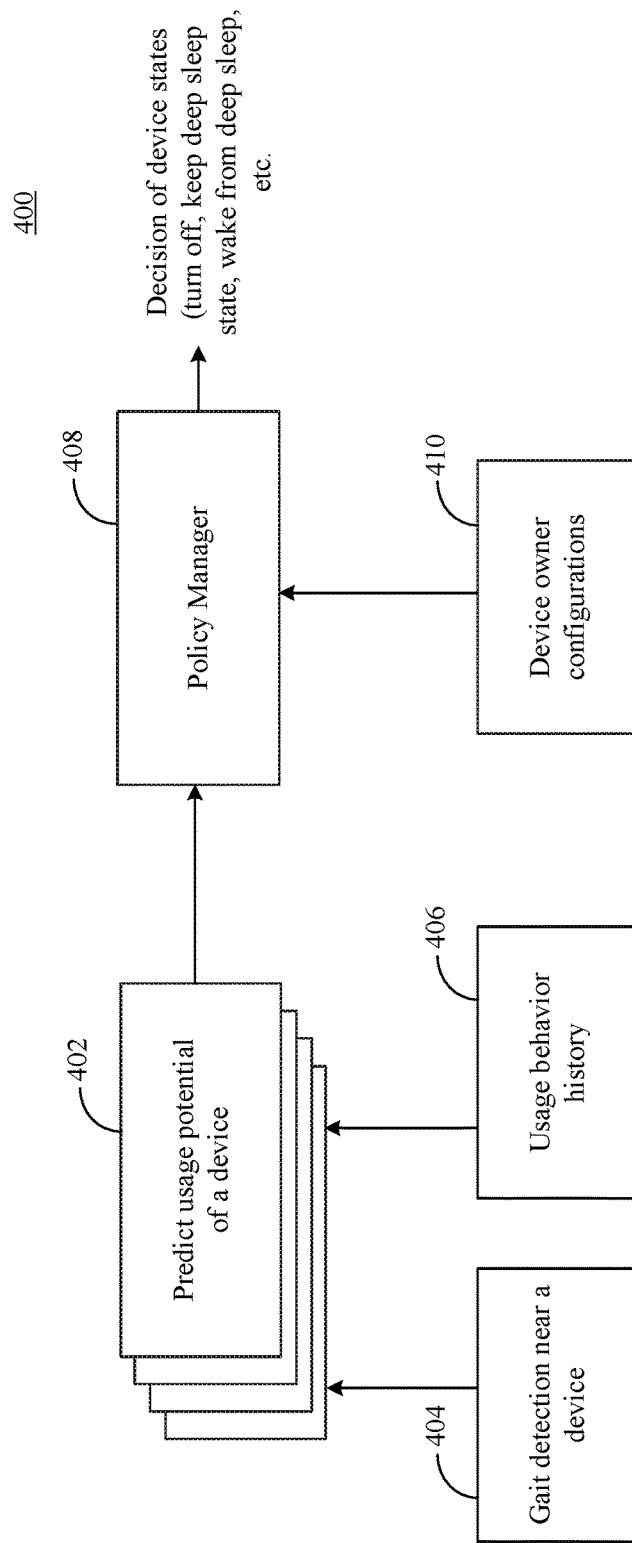 400
402
Predict usage potential
of a device
408
Policy Manager
Decision of device states
(turn off, keep deep sleep
state, wake from deep sleep,
etc.
404
Gait detection near a
device
406
Usage behavior
history
410
Device owner
configurations